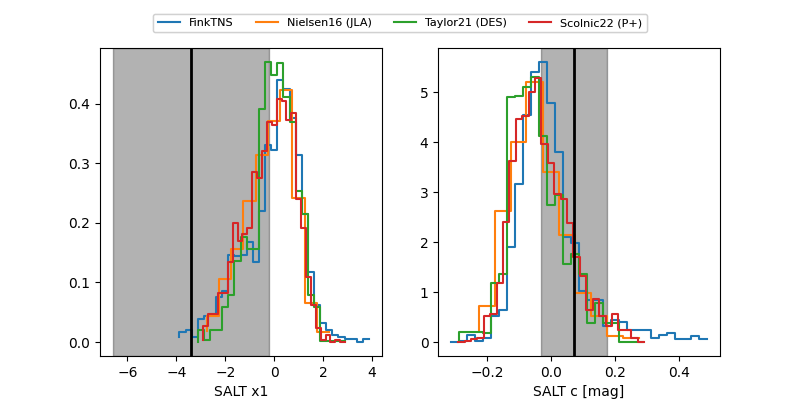 FinkTNS Nielsen16 (JLA) Taylor21 (DES) Scolnic22 (P+)
0.4
0.3
0.2
0.1
0.0
−6 −4 −2 0 2 4
SALT x1
5
4
3
2
1
0
−0.2 0.0 0.2 0.4
SALT c [mag]